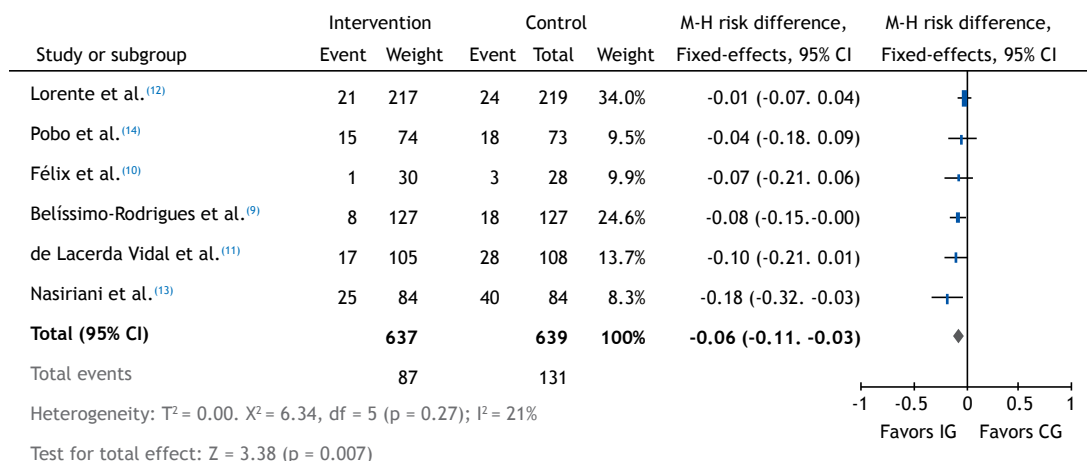 Intervention Control M-H risk difference, M-H risk difference,
Study or subgroup Event Weight Event Total Weight Fixed-effects, 95% CI Fixed-effects, 95% CI
Lorente et al.(12) 21 217 24 219 34.0% -0.01 (-0.07. 0.04)
Pobo et al.(14) 15 74 18 73 9.5% -0.04 (-0.18. 0.09)
Félix et al.(10) 1 30 3 28 9.9% -0.07 (-0.21. 0.06)
Belíssimo-Rodrigues et al.(9) 8 127 18 127 24.6% -0.08 (-0.15.-0.00)
de Lacerda Vidal et al.(11) 17 105 28 108 13.7% -0.10 (-0.21. 0.01)
Nasiriani et al.(13) 25 84 40 84 8.3% -0.18 (-0.32. -0.03)
Total (95% CI) 637 639 100% -0.06 (-0.11. -0.03)
Total events 87 131
Heterogeneity: T² = 0.00. X² = 6.34, df = 5 (p = 0.27); I² = 21%
Test for total effect: Z = 3.38 (p = 0.007)
-1 -0.5 0 0.5 1
Favors IG Favors CG